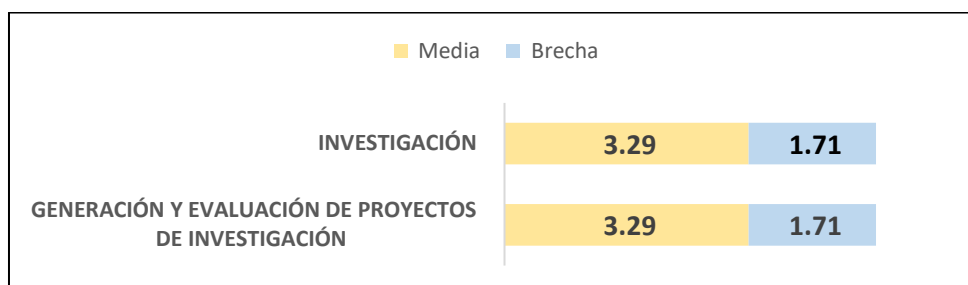 Media Brecha
INVESTIGACIÓN 3.29 1.71
GENERACIÓN Y EVALUACIÓN DE PROYECTOS
DE INVESTIGACIÓN 3.29 1.71